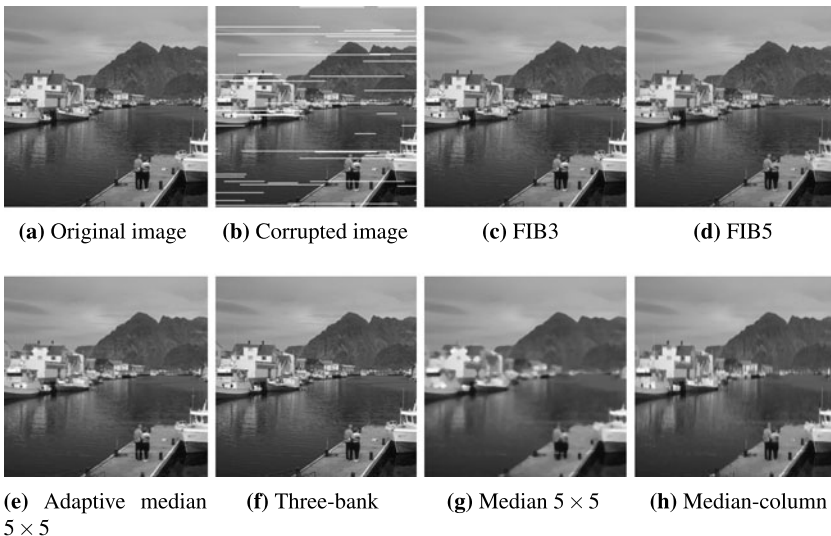 (a) Original image
(b) Corrupted image
(c) FIB3
(d) FIB5
(e) Adaptive median
5 × 5
(f) Three-bank
(g) Median 5 × 5
(h) Median-column